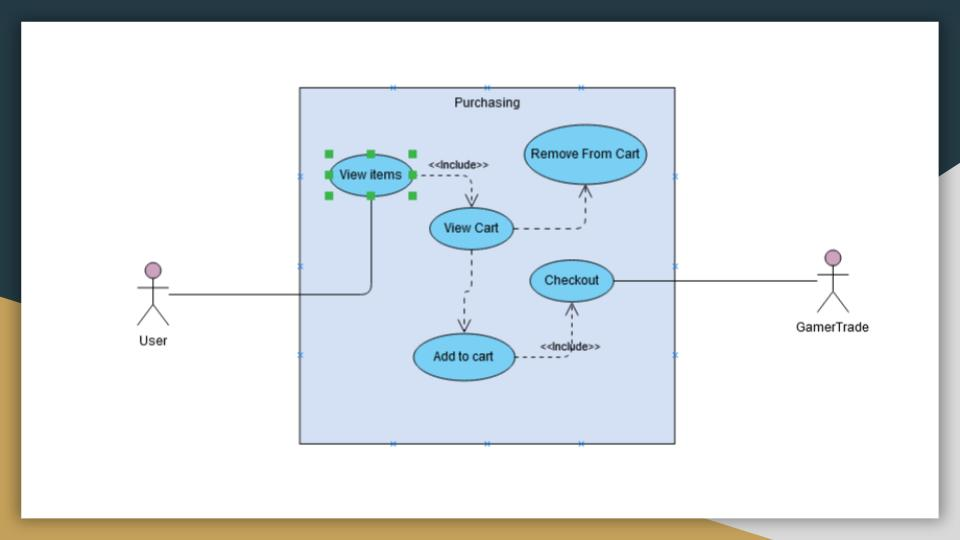 Purchasing
Remove From Cart
View items
<<Include>>
View Cart
Checkout
User
GamerTrade
Add to cart
<<Include>>